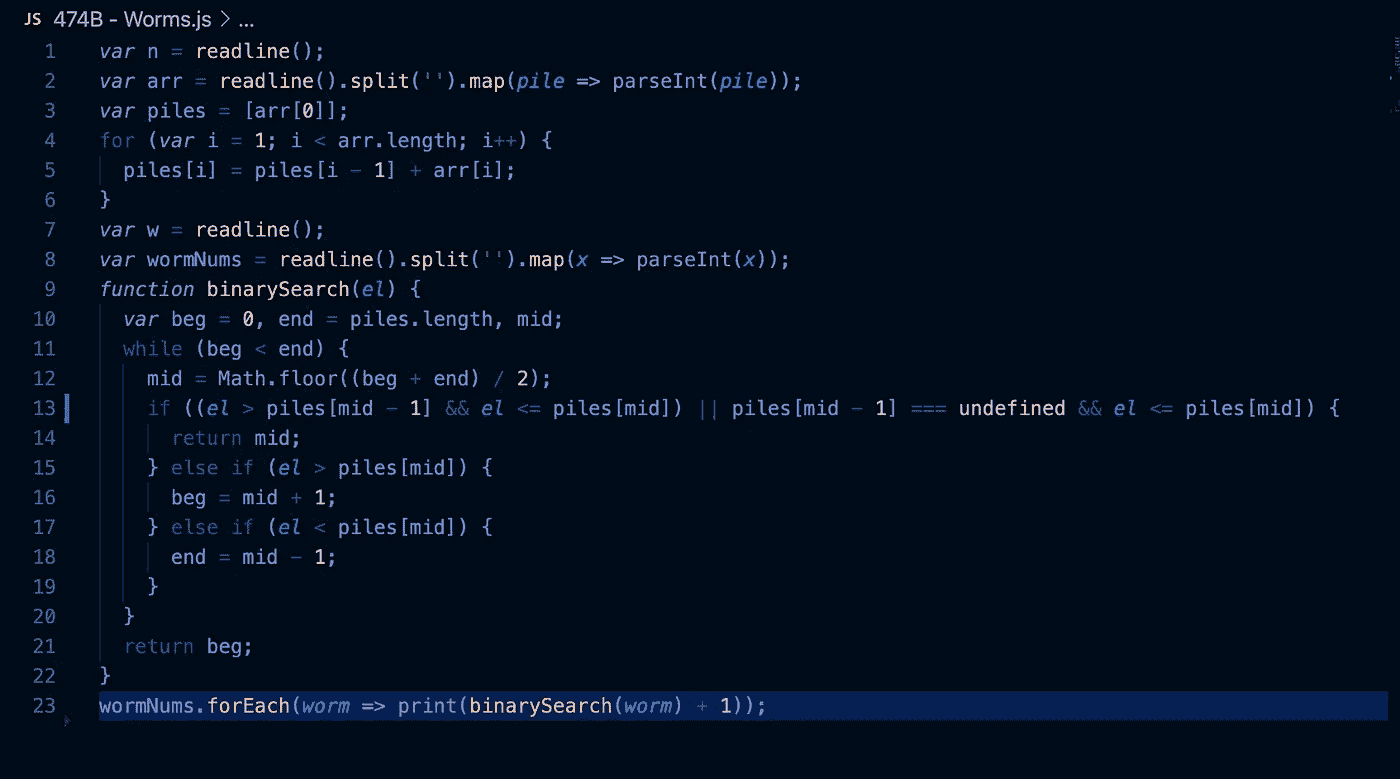 JS 474B - Worms.js > ...
1 var n = readline();
2 var arr = readline().split('').map(pile => parseInt(pile));
3 var piles = [arr[0]];
4 for (var i = 1; i < arr.length; i++) {
5 piles[i] = piles[i - 1] + arr[i];
6 }
7 var w = readline();
8 var wormNums = readline().split('').map(x => parseInt(x));
9 function binarySearch(el) {
10 var beg = 0, end = piles.length, mid;
11 while (beg < end) {
12 mid = Math.floor((beg + end) / 2);
13 if ((el > piles[mid - 1] && el <= piles[mid]) || piles[mid - 1] === undefined && el <= piles[mid]) {
14 return mid;
15 } else if (el > piles[mid]) {
16 beg = mid + 1;
17 } else if (el < piles[mid]) {
18 end = mid - 1;
19 }
20 }
21 return beg;
22 }
23 wormNums.forEach(worm => print(binarySearch(worm) + 1));